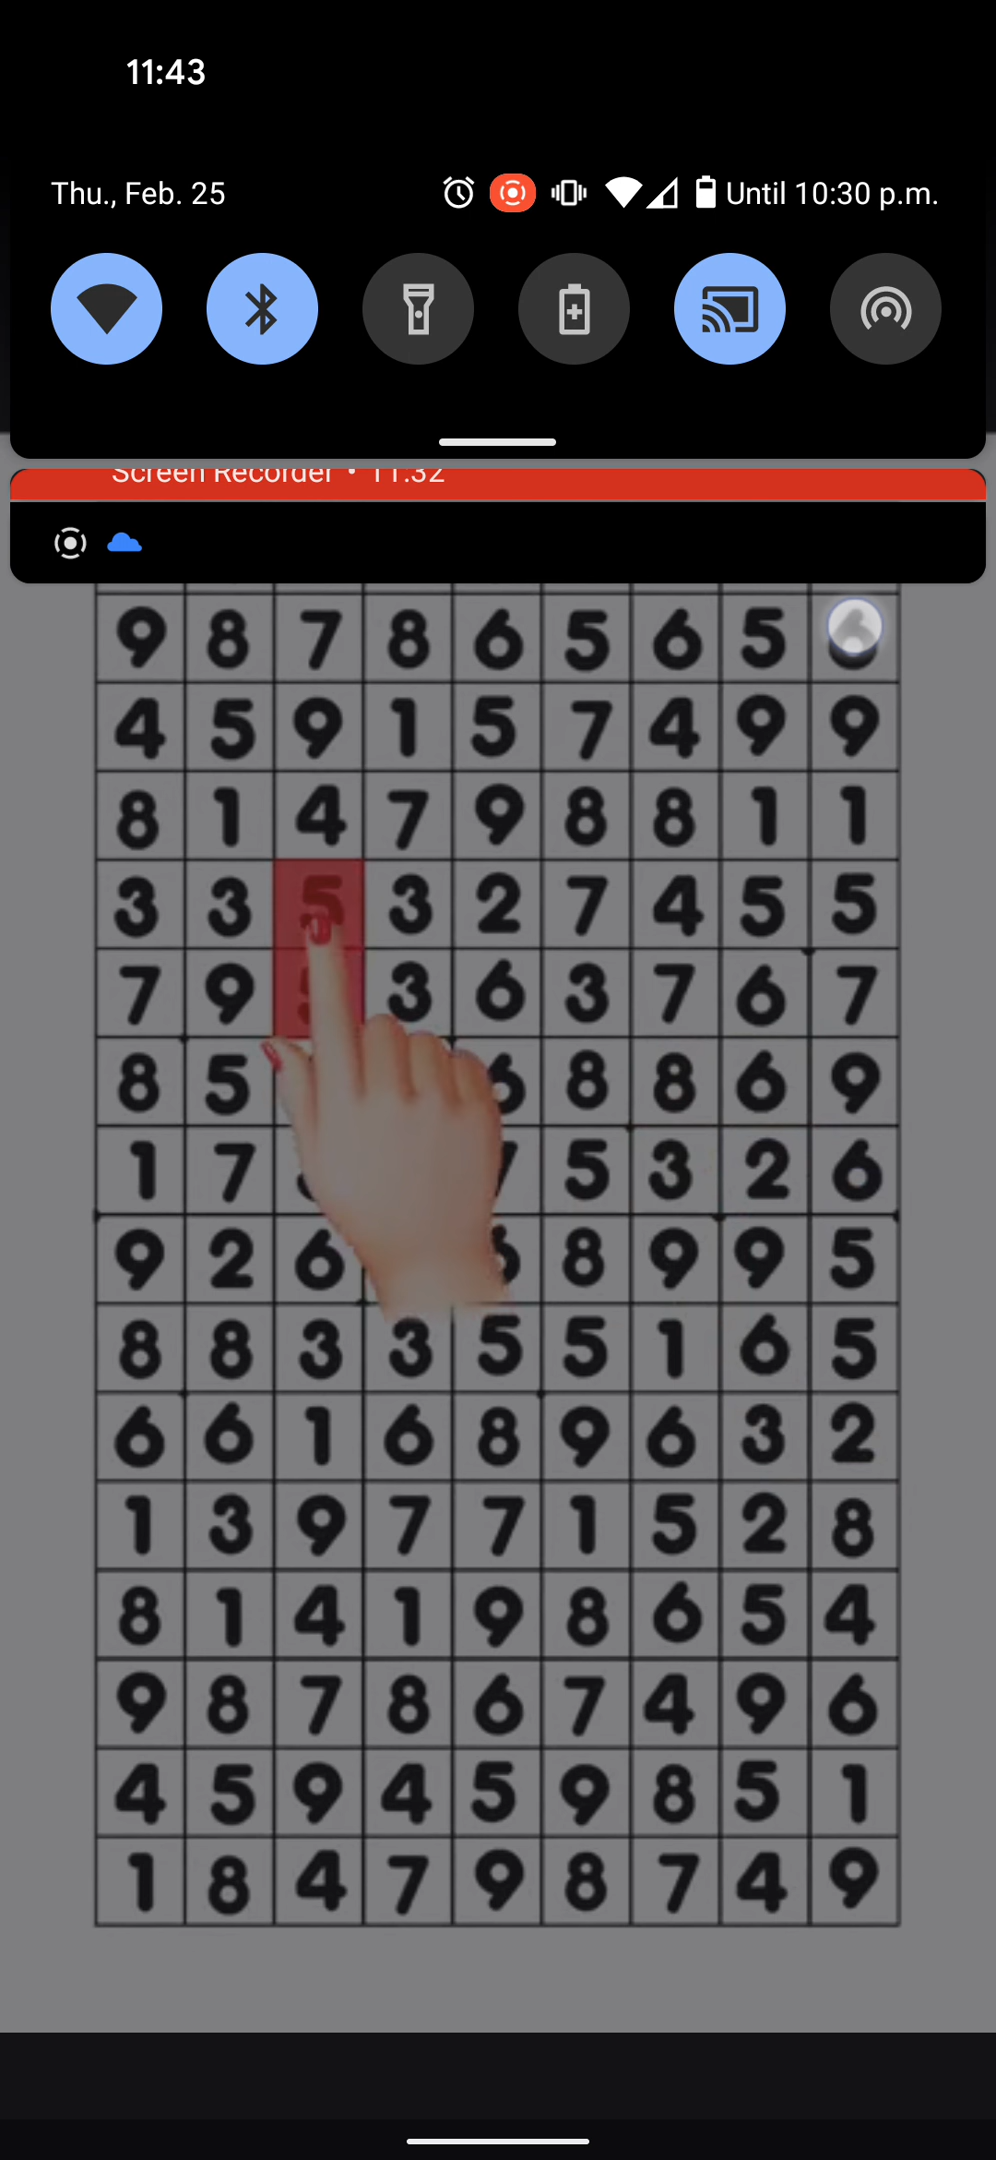 11:43
Thu., Feb. 25 Until 10:30 p.m.
Screen Recorder • 11:32
9 8 7 8 6 5 6 5 6
4 5 9 1 5 7 4 9 9
8 1 4 7 9 8 8 1 1
3 3 5 3 2 7 4 5 5
7 9 3 6 3 7 6 7
8 5 6 8 8 6 9
1 7 5 3 2 6
9 2 6 8 9 9 5
8 8 3 3 5 5 1 6 5
6 6 1 6 8 9 6 3 2
1 3 9 7 7 1 5 2 8
8 1 4 1 9 8 6 5 4
9 8 7 8 6 7 4 9 6
4 5 9 4 5 9 8 5 1
1 8 4 7 9 8 7 4 9